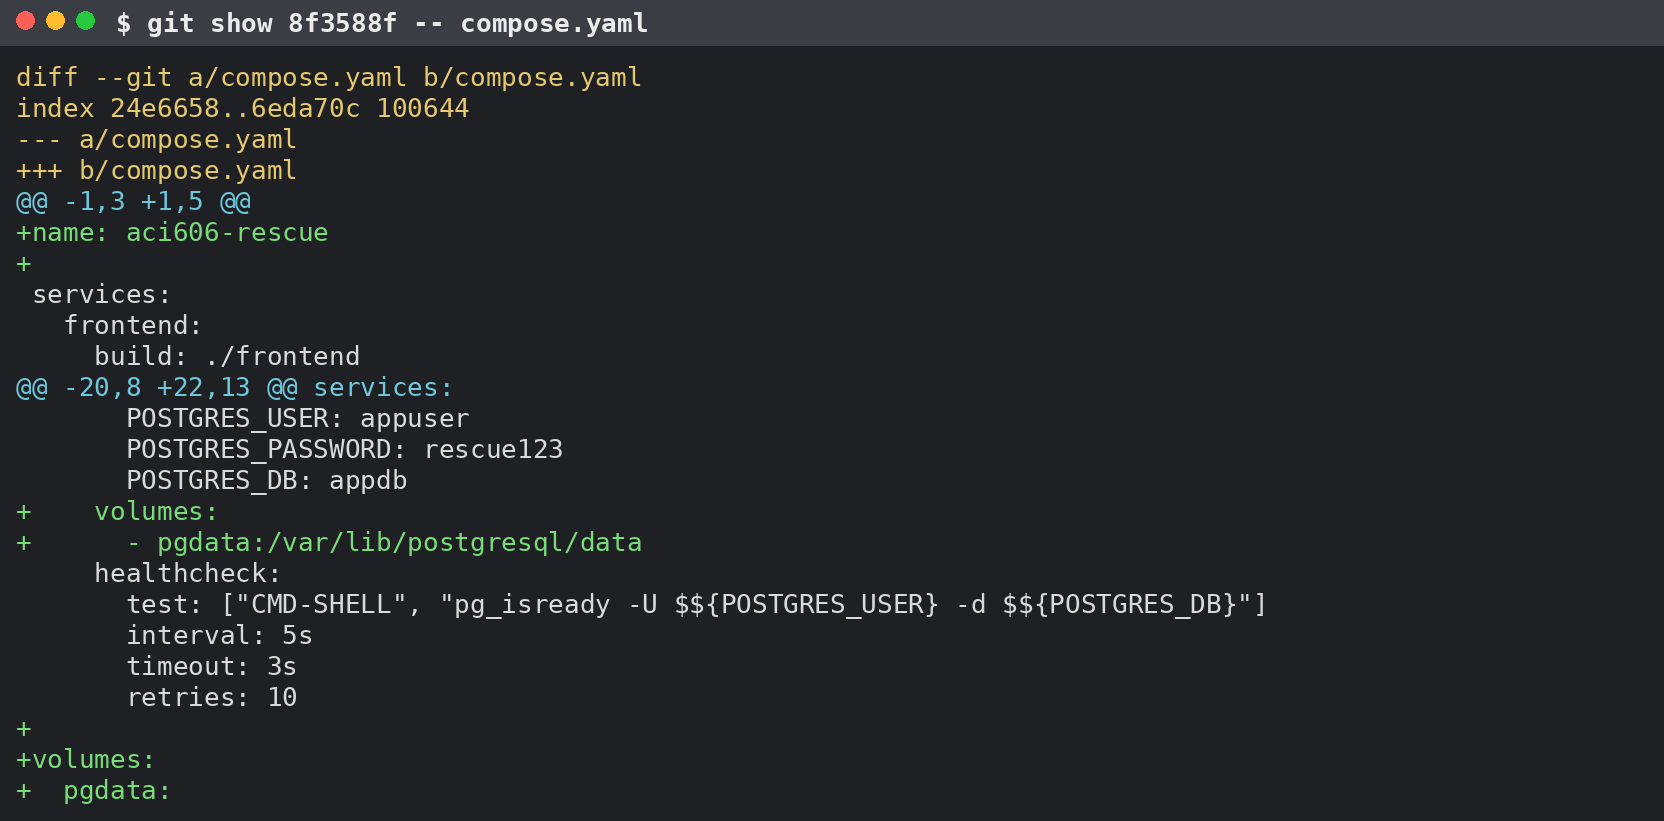 $ git show 8f3588f -- compose.yaml
diff --git a/compose.yaml b/compose.yaml
index 24e6658..6eda70c 100644
--- a/compose.yaml
+++ b/compose.yaml
@@ -1,3 +1,5 @@
+name: aci606-rescue
+
 services:
   frontend:
     build: ./frontend
@@ -20,8 +22,13 @@ services:
       POSTGRES_USER: appuser
       POSTGRES_PASSWORD: rescue123
       POSTGRES_DB: appdb
+    volumes:
+      - pgdata:/var/lib/postgresql/data
     healthcheck:
       test: ["CMD-SHELL", "pg_isready -U $${POSTGRES_USER} -d $${POSTGRES_DB}"]
       interval: 5s
       timeout: 3s
       retries: 10
+
+volumes:
+  pgdata: